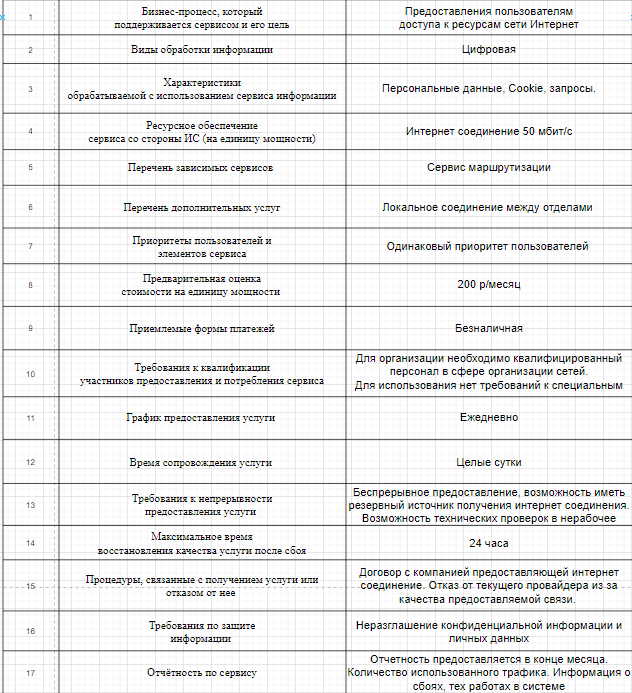 1
Бизнес-процесс, который
поддерживается сервисом и его цель
Предоставления пользователям
доступа к ресурсам сети Интернет
2
Виды обработки информации
Цифровая
3
Характеристики
обрабатываемой с использованием сервиса информации
Персональные данные, Cookie, запросы.
4
Ресурсное обеспечение
сервиса со стороны ИС (на единицу мощности)
Интернет соединение 50 мбит/с
5
Перечень зависимых сервисов
Сервис маршрутизации
6
Перечень дополнительных услуг
Локальное соединение между отделами
7
Приоритеты пользователей и
элементов сервиса
Одинаковый приоритет пользователей
8
Предварительная оценка
стоимости на единицу мощности
200 р/месяц
9
Приемлемые формы платежей
Безналичная
10
Требования к квалификации
участников предоставления и потребления сервиса
Для организации необходимо квалифицированный
персонал в сфере организации сетей.
Для использования нет требований к специальным
11
График предоставления услуги
Ежедневно
12
Время сопровождения услуги
Целые сутки
13
Требования к непрерывности
предоставления услуги
Беспрерывное предоставление, возможность иметь
резервный источник получения интернет соединения.
Возможность технических проверок в нерабочее
14
Максимальное время
восстановления качества услуги после сбоя
24 часа
15
Процедуры, связанные с получением услуги или
отказом от нее
Договор с компанией предоставляющей интернет
соединение. Отказ от текущего провайдера из за
качества предоставляемой связи.
16
Требования по защите
информации
Неразглашение конфиденциальной информации и
личных данных
17
Отчётность по сервису
Отчетность предоставляется в конце месяца.
Количество использованного трафика. Информация о
сбоях, тех работах в системе